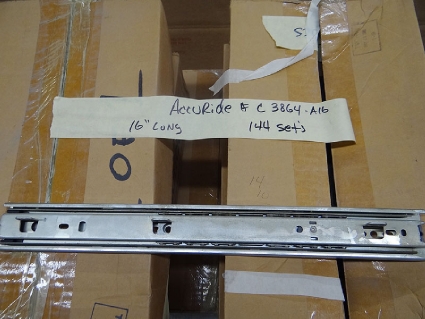 AccuRide # C 3864-A16
16" Long 144 sets